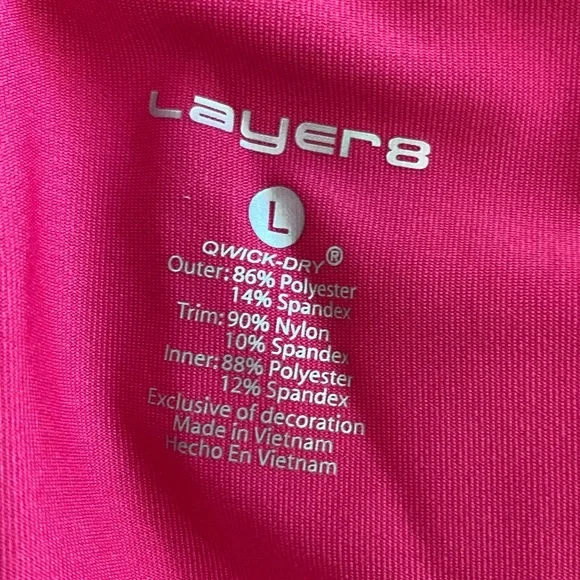 Layer8
L
QWICK-DRY®
Outer: 86% Polyester
14% Spandex
Trim: 90% Nylon
10% Spandex
Inner: 88% Polyester
12% Spandex
Exclusive of decoration
Made in Vietnam
Hecho En Vietnam